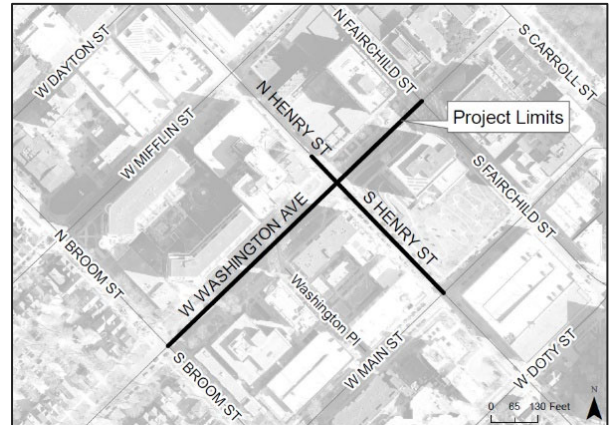 W DAYTON ST
N FAIRCHILD ST
S CARROLL ST
W MIFFLIN ST
N HENRY ST
Project Limits
N BROOM ST
W WASHINGTON AVE
S HENRY ST
S FAIRCHILD ST
Washington Pl
S BROOM ST
W MAIN ST
W DOTY ST
N
0 65 130 Feet